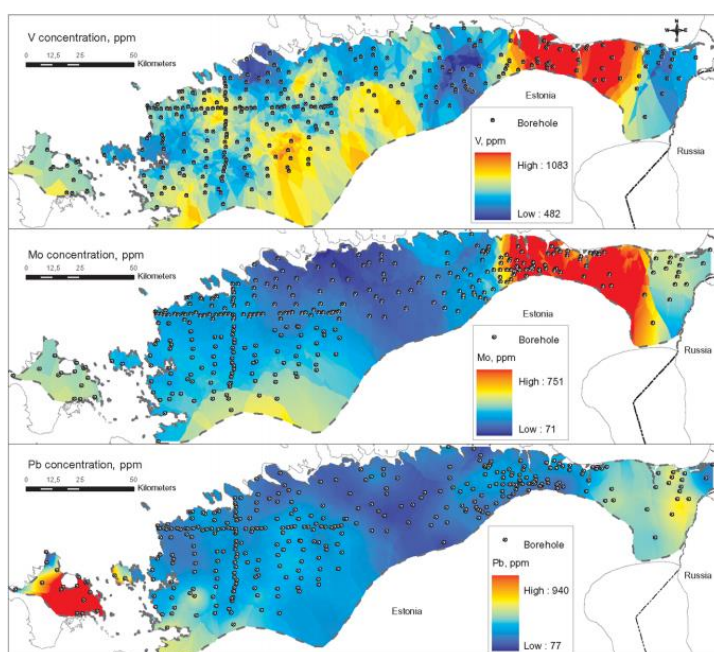 V concentration, ppm
0 12,5 25 50
Kilometers
N
W E
S
Estonia
Borehole
V, ppm
High : 1083
Low : 482
Russia
Mo concentration, ppm
0 12,5 25 50
Kilometers
Estonia
Borehole
Mo, ppm
High : 751
Low : 71
Russia
Pb concentration, ppm
0 12,5 25 50
Kilometers
Estonia
Borehole
Pb, ppm
High : 940
Low : 77
Russia